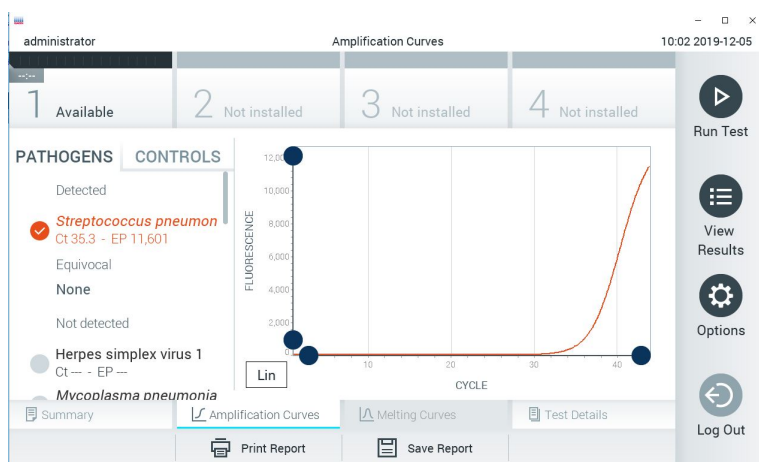 administrator Amplification Curves 10:02 2019-12-05
--:--
1 Available 2 Not installed 3 Not installed 4 Not installed
Run Test
PATHOGENS CONTROLS
Detected
Streptococcus pneumon
Ct 35.3 - EP 11,601
Equivocal
None
Not detected
Herpes simplex virus 1
Ct --- - EP ---
Mycoplasma pneumonia
FLUORESCENCE
12,00
10,000
8,000
6,000
4,000
2,000
0
10 20 30 40
CYCLE
Lin
View
Results
Options
Log Out
Summary Amplification Curves Melting Curves Test Details
Print Report Save Report